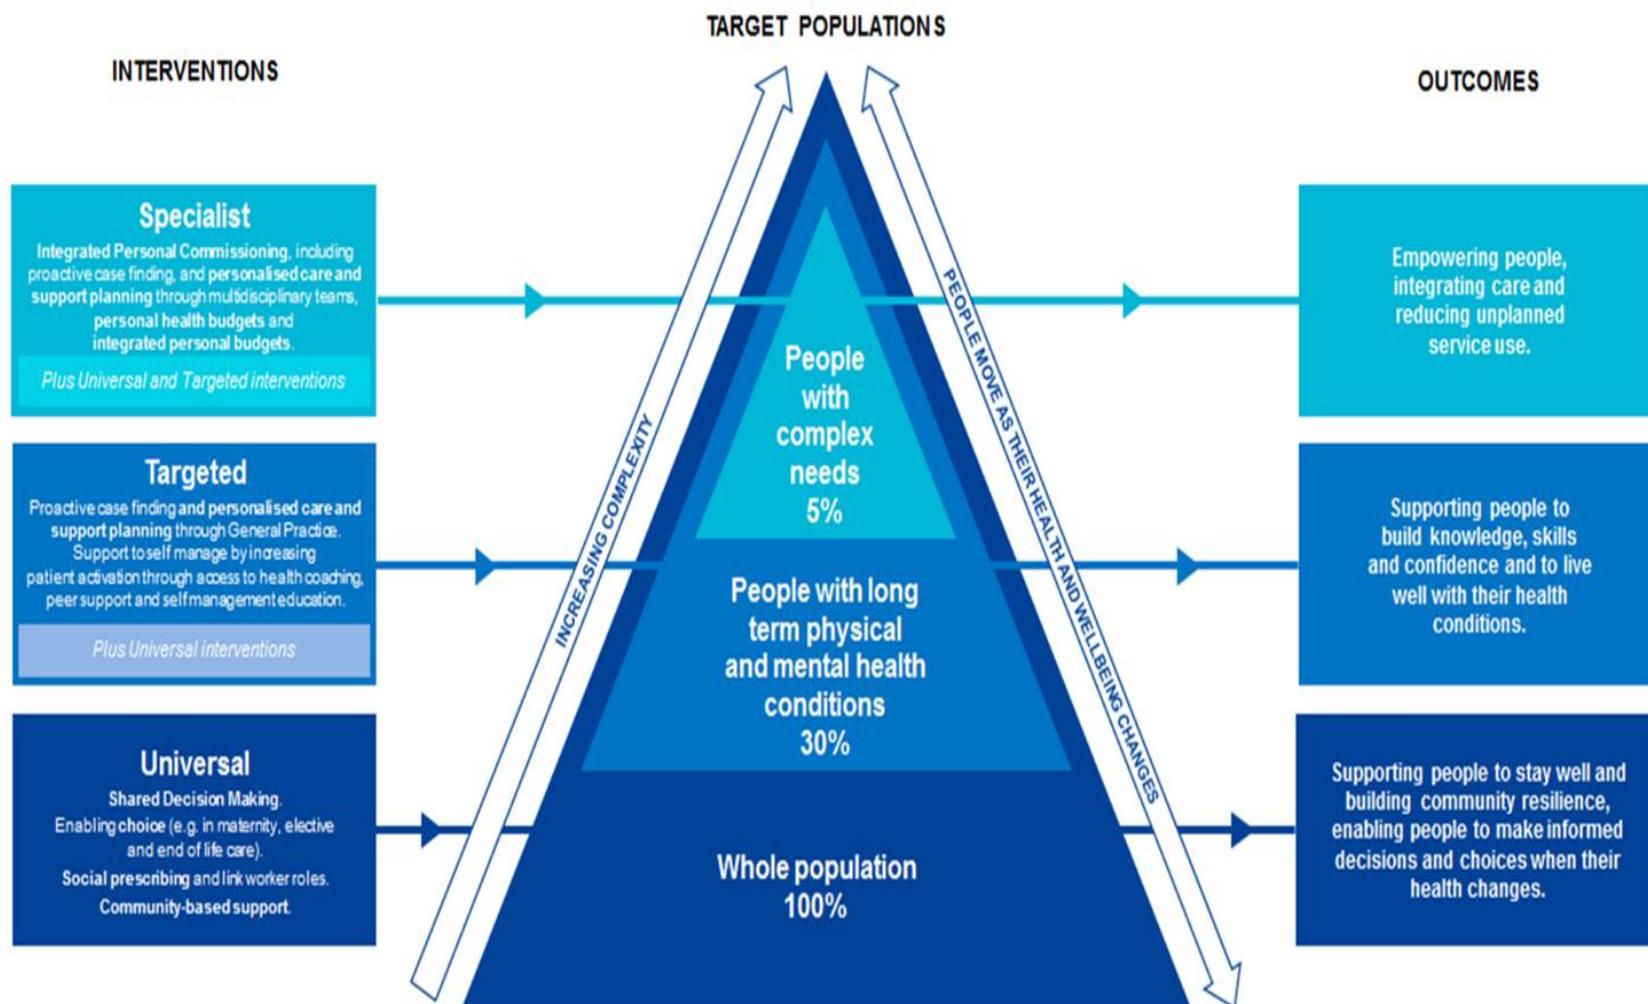 TARGET POPULATIONS
INTERVENTIONS
OUTCOMES
Specialist
Integrated Personal Commissioning, including
proactive case finding, and personalised care and
support planning through multidisciplinary teams,
personal health budgets and
integrated personal budgets.
Plus Universal and Targeted interventions
Targeted
Proactive case finding and personalised care and
support planning through General Practice.
Support to self manage by increasing
patient activation through access to health coaching,
peer support and self management education.
Plus Universal interventions
Universal
Shared Decision Making.
Enabling choice (e.g. in maternity, elective
and end of life care).
Social prescribing and link worker roles.
Community-based support.
INCREASING COMPLEXITY
People
with
complex
needs
5%
People with long
term physical
and mental health
conditions
30%
Whole population
100%
PEOPLE MOVE AS THEIR HEALTH AND WELLBEING CHANGES
Empowering people,
integrating care and
reducing unplanned
service use.
Supporting people to
build knowledge, skills
and confidence and to live
well with their health
conditions.
Supporting people to stay well and
building community resilience,
enabling people to make informed
decisions and choices when their
health changes.